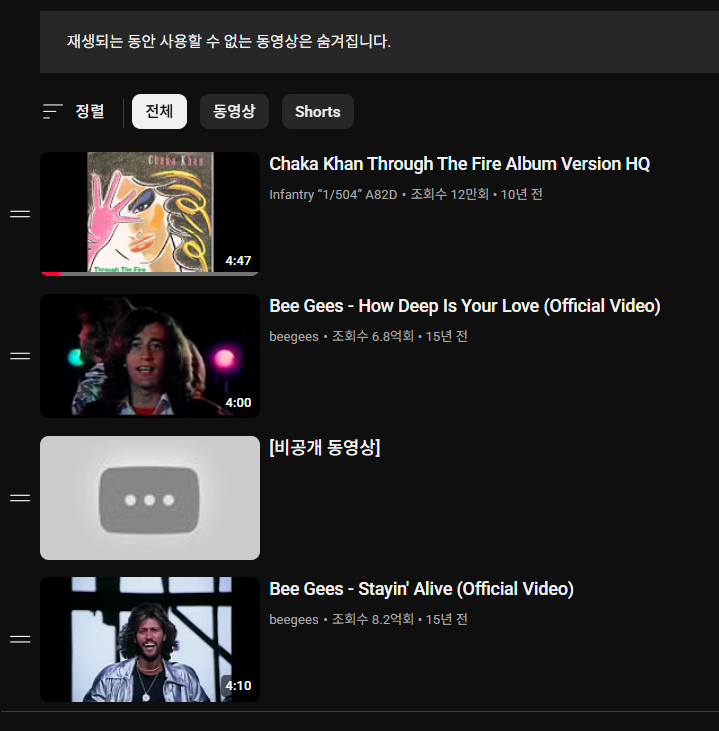 재생되는 동안 사용할 수 없는 동영상은 숨겨집니다.
정렬
전체
동영상
Shorts
Chaka Khan
Through The Fire
4:47
Chaka Khan Through The Fire Album Version HQ
Infantry “1/504” A82D • 조회수 12만회 • 10년 전
4:00
Bee Gees - How Deep Is Your Love (Official Video)
beegees • 조회수 6.8억회 • 15년 전
[비공개 동영상]
4:10
Bee Gees - Stayin' Alive (Official Video)
beegees • 조회수 8.2억회 • 15년 전